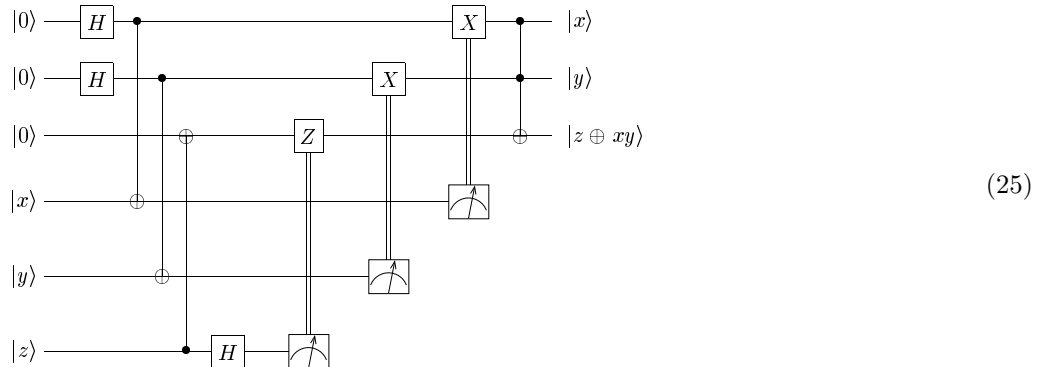 |0⟩ H X |x⟩
|0⟩ H X |y⟩
|0⟩ Z |z ⊕ xy⟩
(25)
|x⟩
|y⟩
|z⟩ H